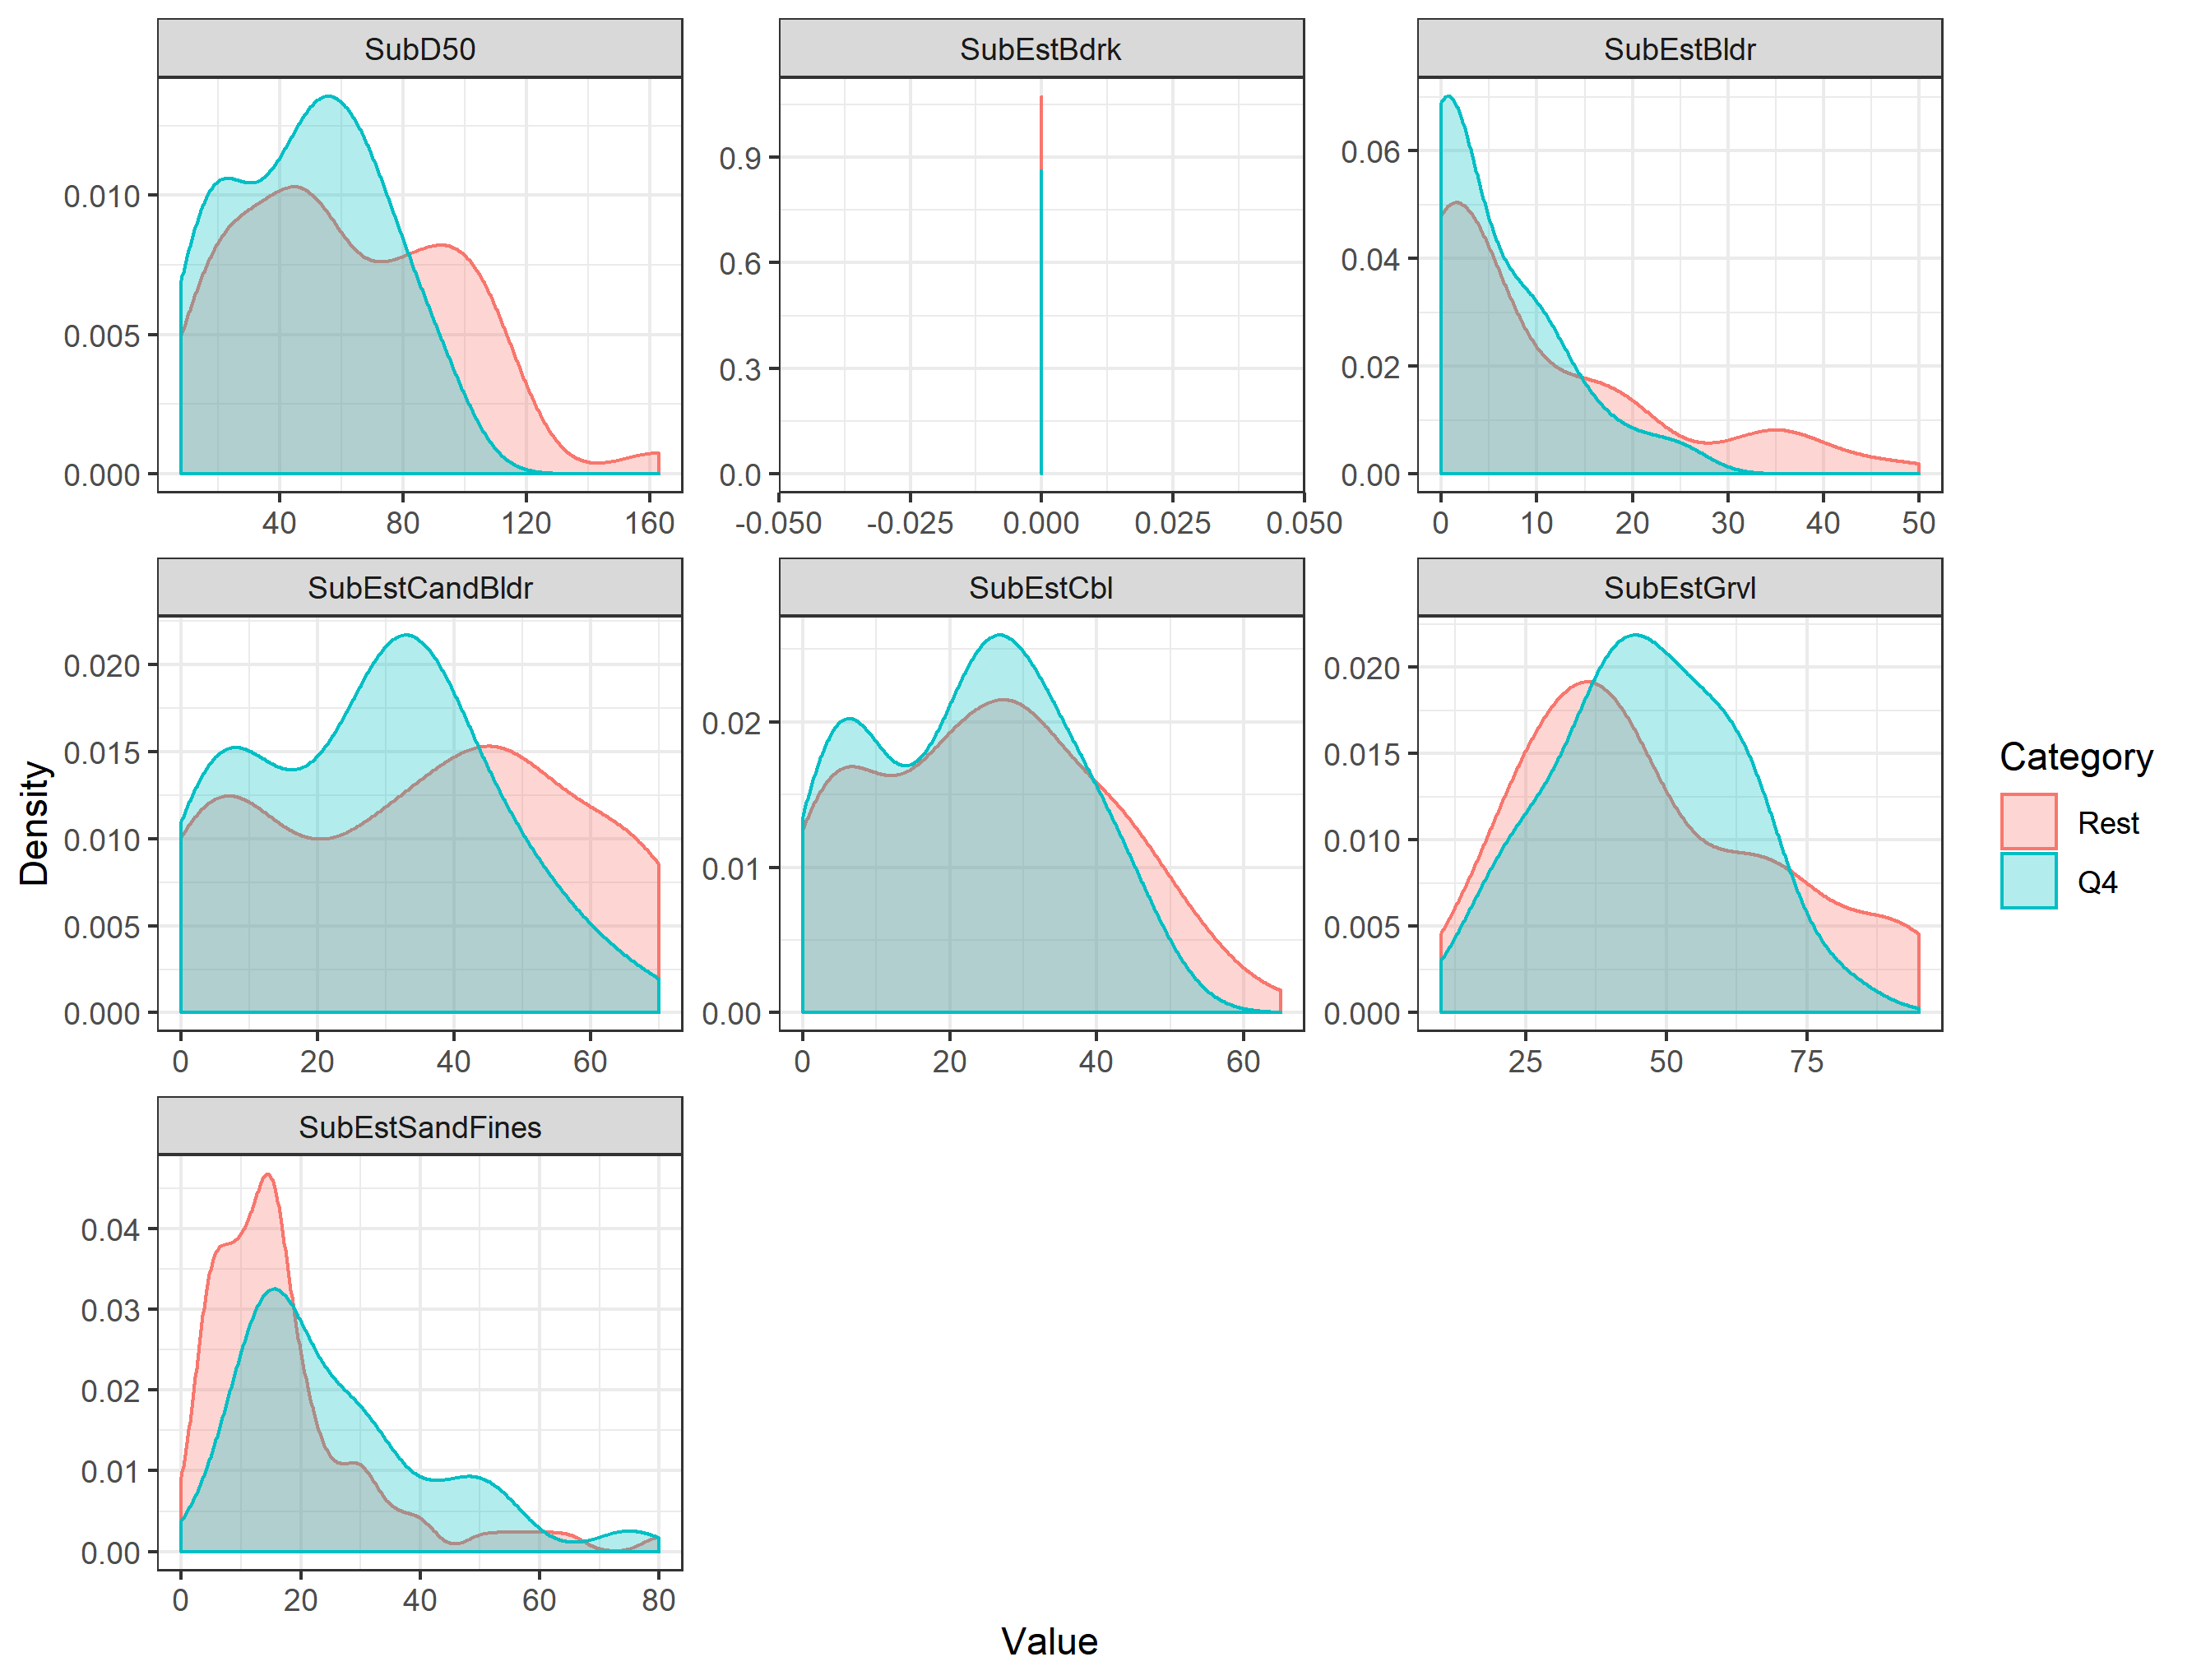 SubD50 SubEstBdrk SubEstBldr
0.010
0.005
0.000
40 80 120 160
0.9
0.6
0.3
0.0
-0.050 -0.025 0.000 0.025 0.050
0.06
0.04
0.02
0.00
0 10 20 30 40 50
SubEstCandBldr SubEstCbl SubEstGrvl
0.020
0.015
0.010
0.005
0.000
0 20 40 60
0.02
0.01
0.00
0 20 40 60
0.020
0.015
0.010
0.005
0.000
25 50 75
SubEstSandFines
0.04
0.03
0.02
0.01
0.00
0 20 40 60 80
Density
Value
Category
Rest
Q4